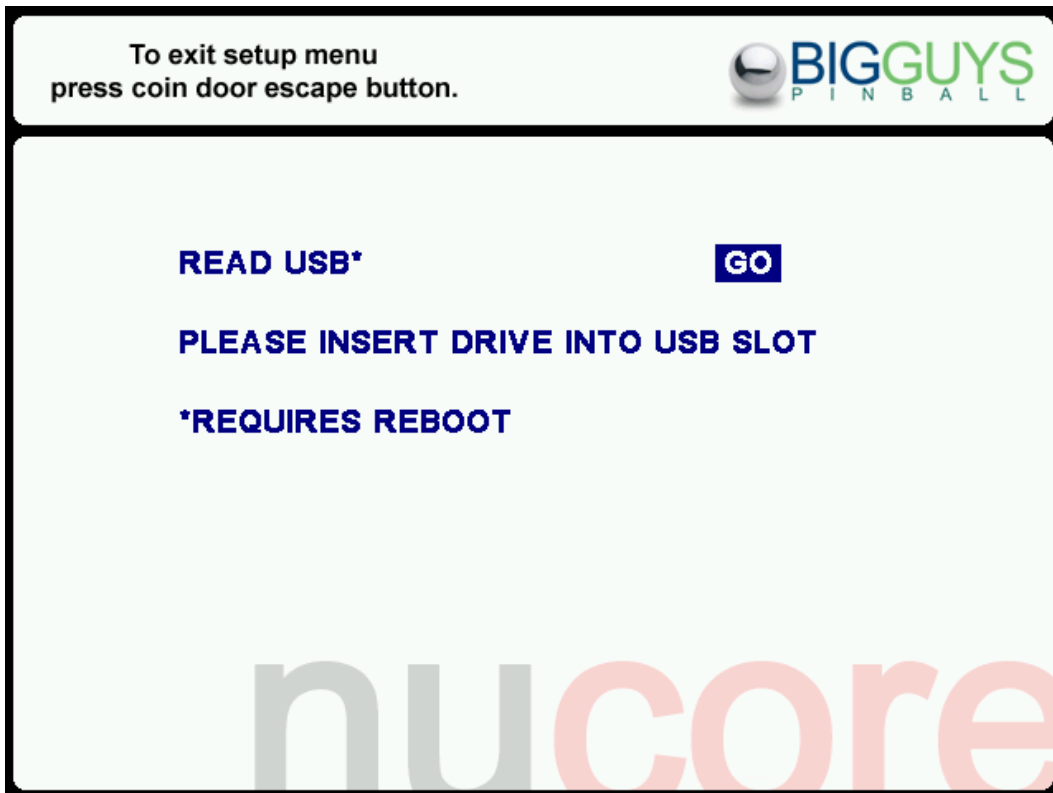 To exit setup menu
press coin door escape button.
BIGGUYS
PINBALL
READ USB* GO
PLEASE INSERT DRIVE INTO USB SLOT
*REQUIRES REBOOT
nucore